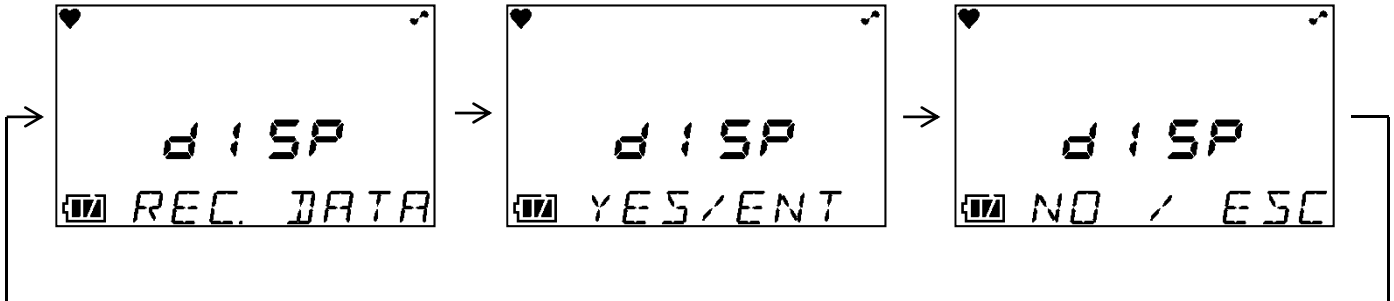 dISP
REC. DATA
dISP
YES/ENT
dISP
NO / ESC